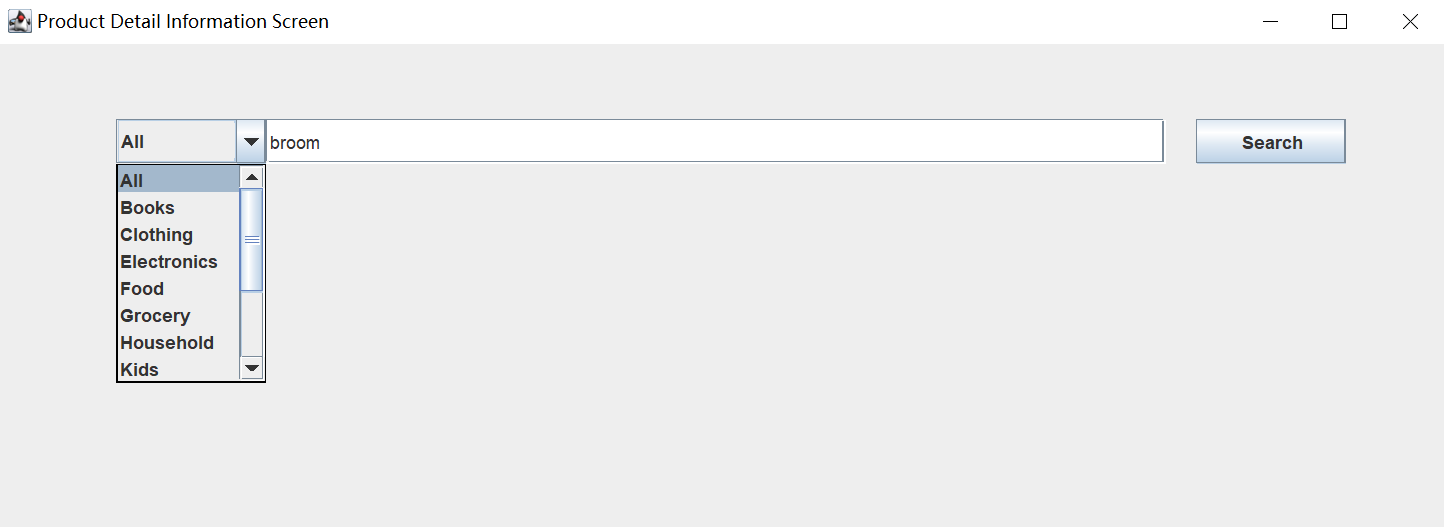 Product Detail Information Screen
All broom Search
All
Books
Clothing
Electronics
Food
Grocery
Household
Kids